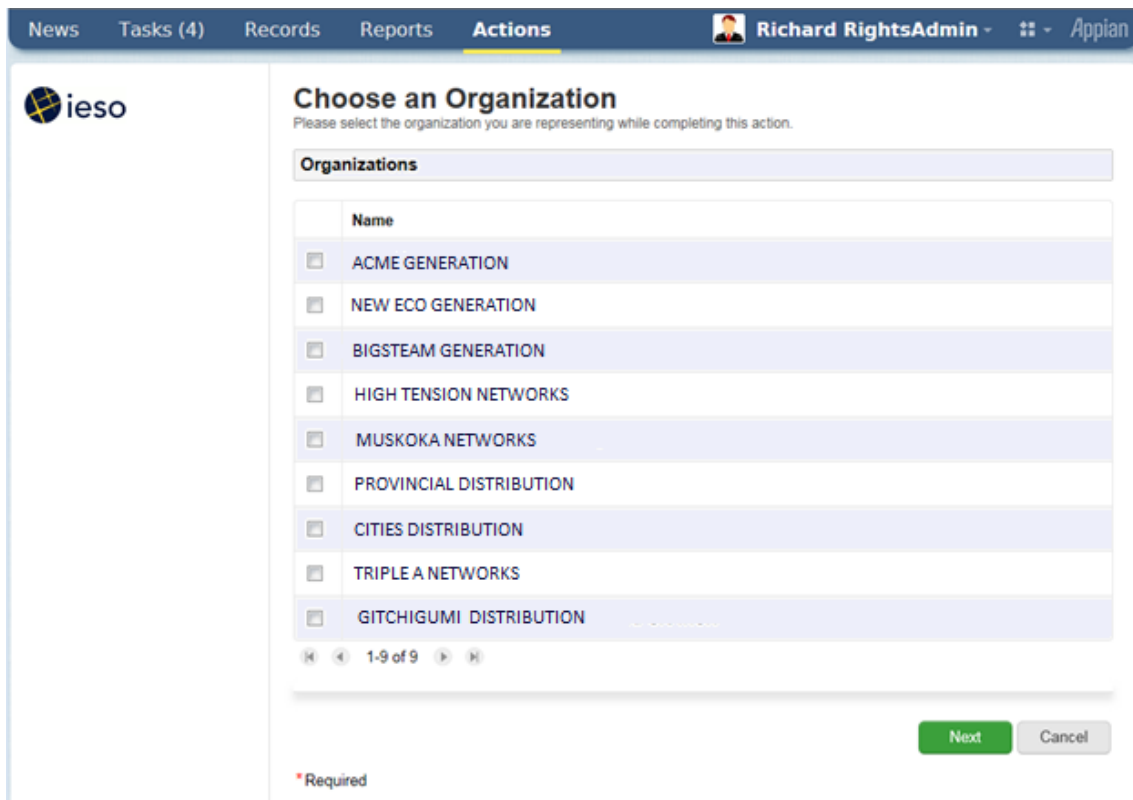 News Tasks (4) Records Reports Actions Richard RightsAdmin Appian
ieso
Choose an Organization
Please select the organization you are representing while completing this action.
Organizations
Name
ACME GENERATION
NEW ECO GENERATION
BIGSTEAM GENERATION
HIGH TENSION NETWORKS
MUSKOKA NETWORKS
PROVINCIAL DISTRIBUTION
CITIES DISTRIBUTION
TRIPLE A NETWORKS
GITCHIGUMI DISTRIBUTION
1-9 of 9
Next Cancel
*Required